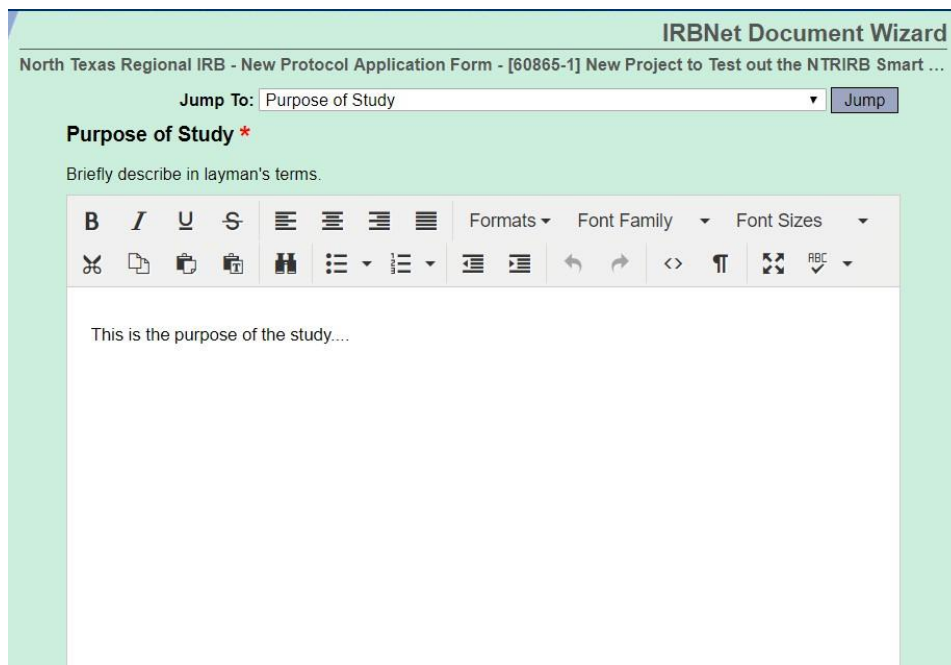 IRBNet Document Wizard
North Texas Regional IRB - New Protocol Application Form - [60865-1] New Project to Test out the NTRIRB Smart ...
Jump To: Purpose of Study Jump
Purpose of Study *
Briefly describe in layman's terms.
B I U S Formats Font Family Font Sizes
ABC
This is the purpose of the study....